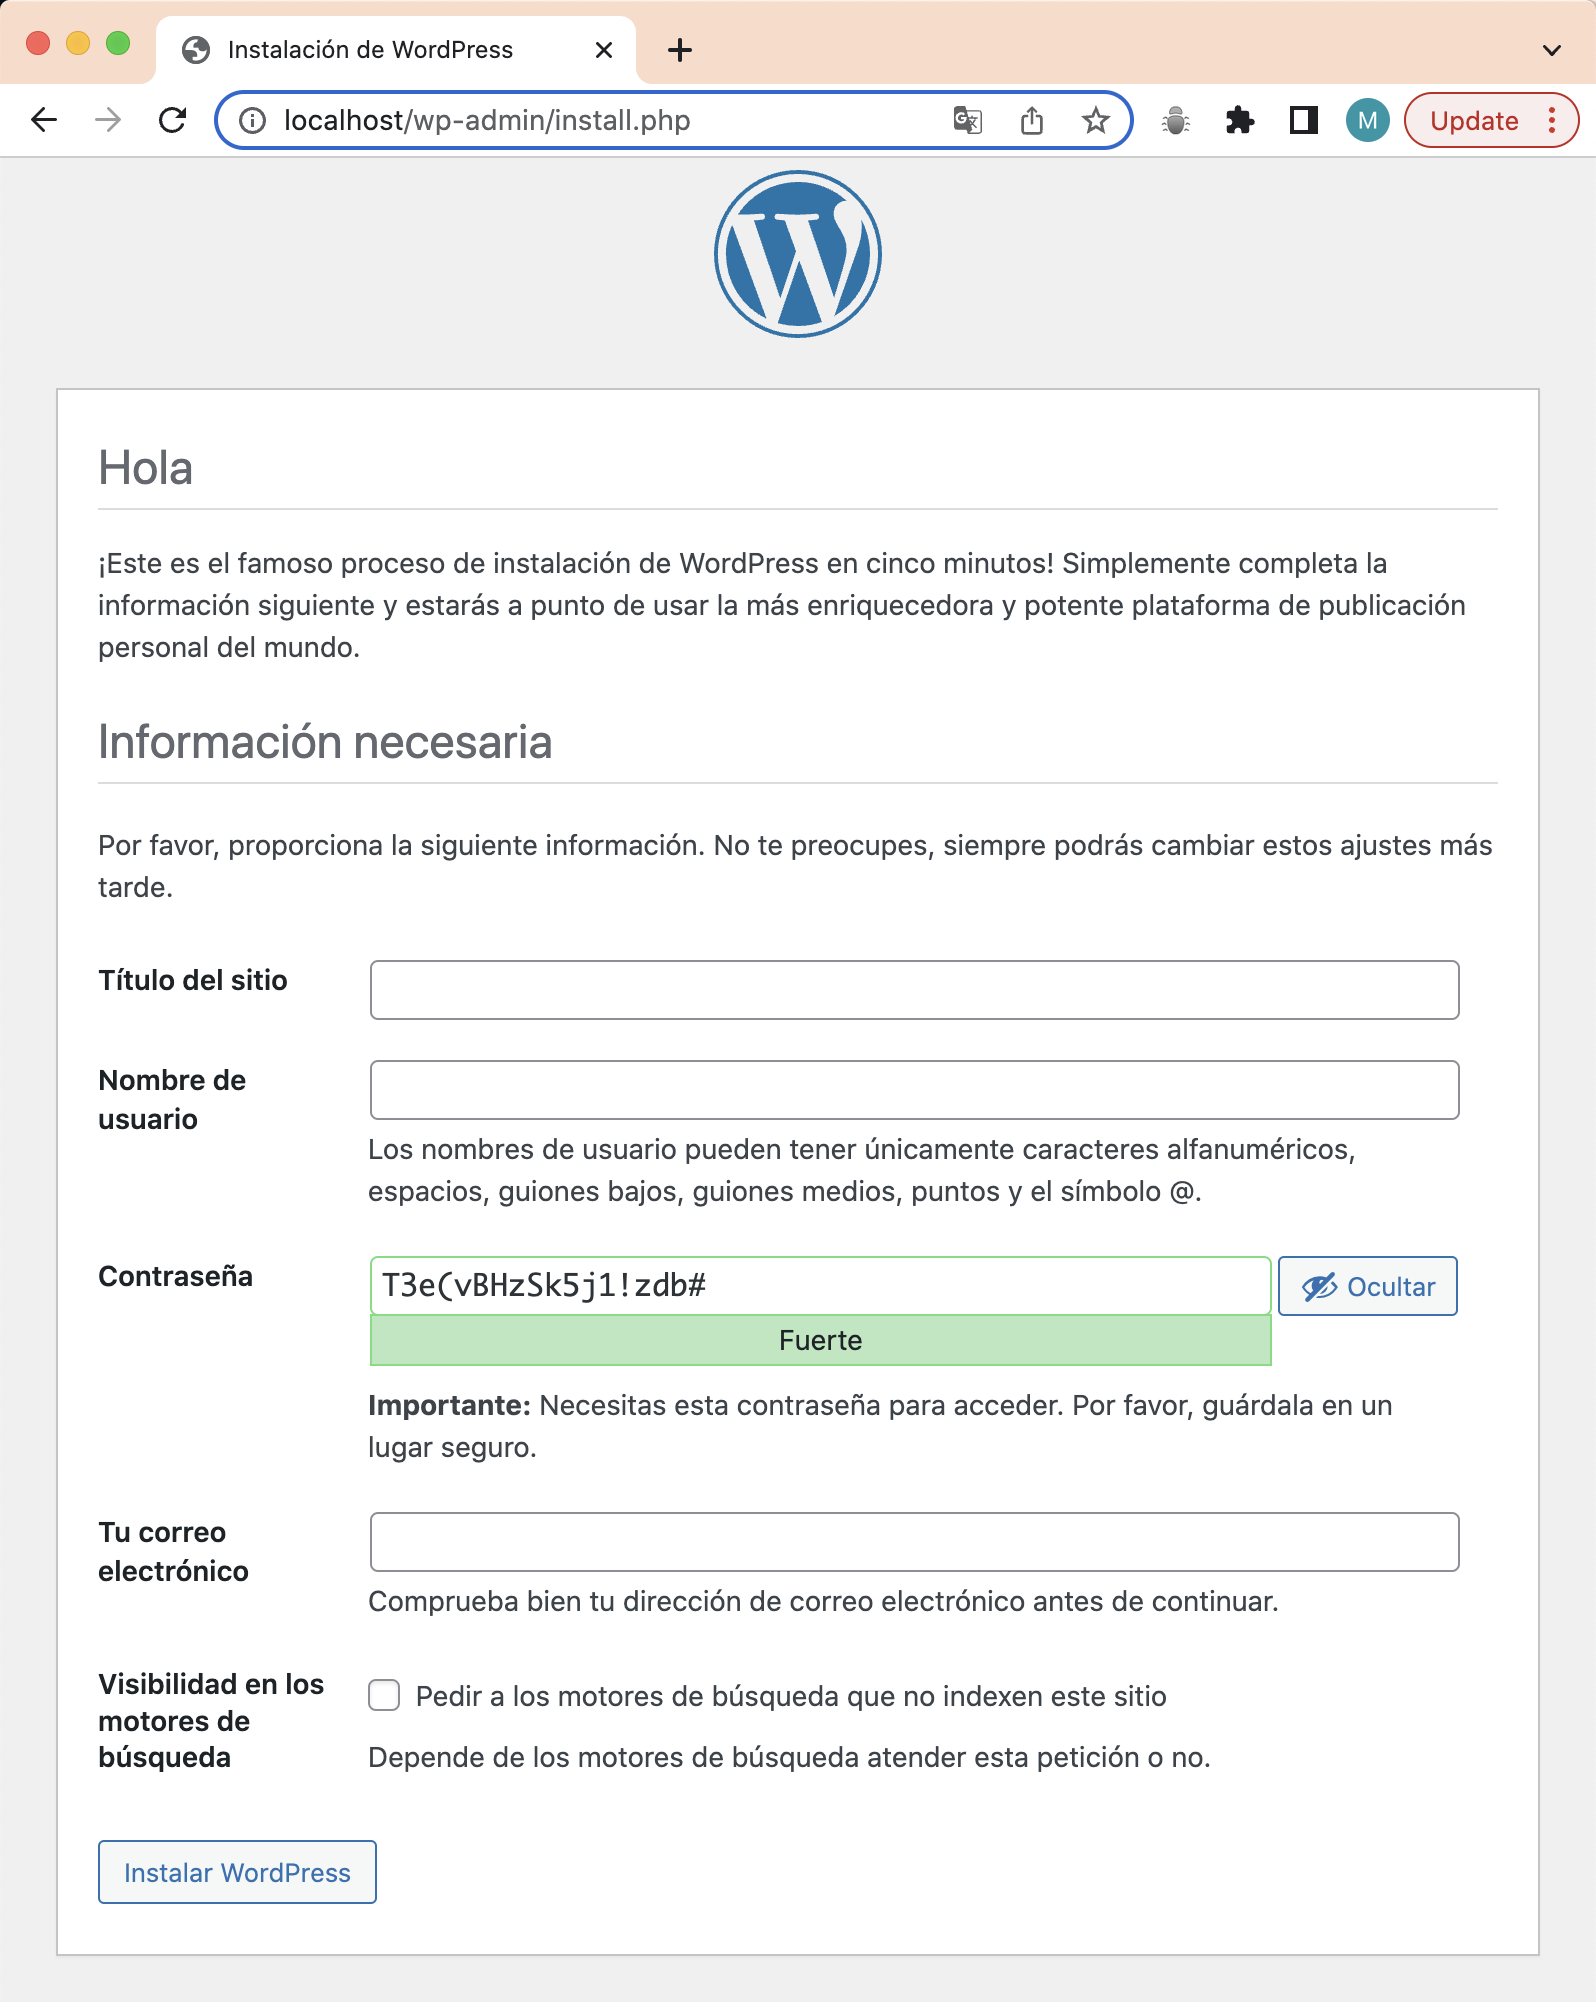 Instalación de WordPress
localhost/wp-admin/install.php
M
Update
Hola
¡Este es el famoso proceso de instalación de WordPress en cinco minutos! Simplemente completa la
información siguiente y estarás a punto de usar la más enriquecedora y potente plataforma de publicación
personal del mundo.
Información necesaria
Por favor, proporciona la siguiente información. No te preocupes, siempre podrás cambiar estos ajustes más
tarde.
Título del sitio
Nombre de
usuario
Los nombres de usuario pueden tener únicamente caracteres alfanuméricos,
espacios, guiones bajos, guiones medios, puntos y el símbolo @.
Contraseña
T3e(vBHzSk5j1!zdb#
Ocultar
Fuerte
Importante: Necesitas esta contraseña para acceder. Por favor, guárdala en un
lugar seguro.
Tu correo
electrónico
Comprueba bien tu dirección de correo electrónico antes de continuar.
Visibilidad en los
motores de
búsqueda
Pedir a los motores de búsqueda que no indexen este sitio
Depende de los motores de búsqueda atender esta petición o no.
Instalar WordPress